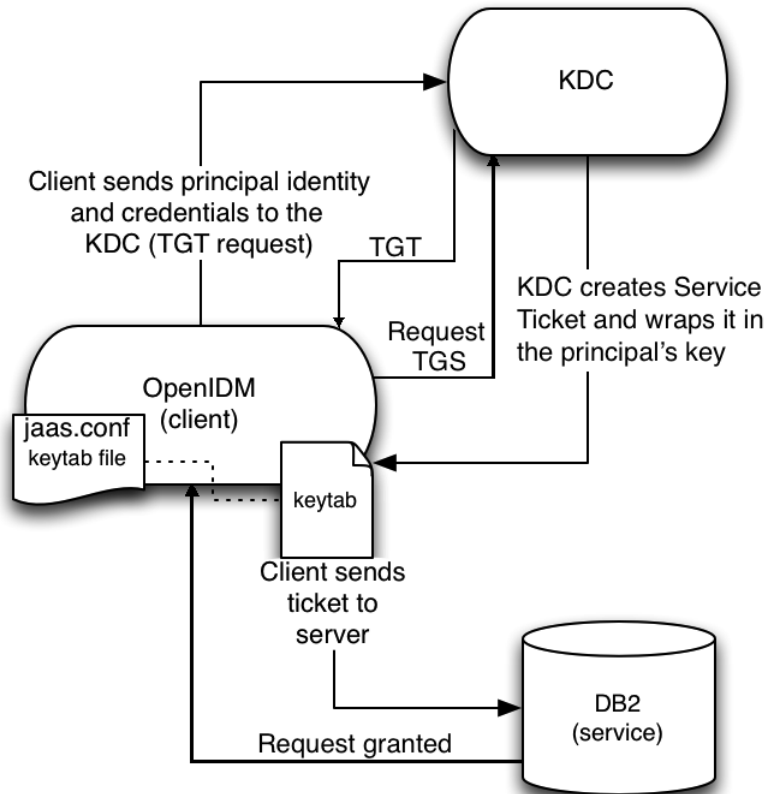 KDC
Client sends principal identity
and credentials to the
KDC (TGT request)
TGT
KDC creates Service
Ticket and wraps it in
the principal's key
Request
TGS
OpenIDM
(client)
jaas.conf
keytab file
keytab
Client sends
ticket to
server
DB2
(service)
Request granted